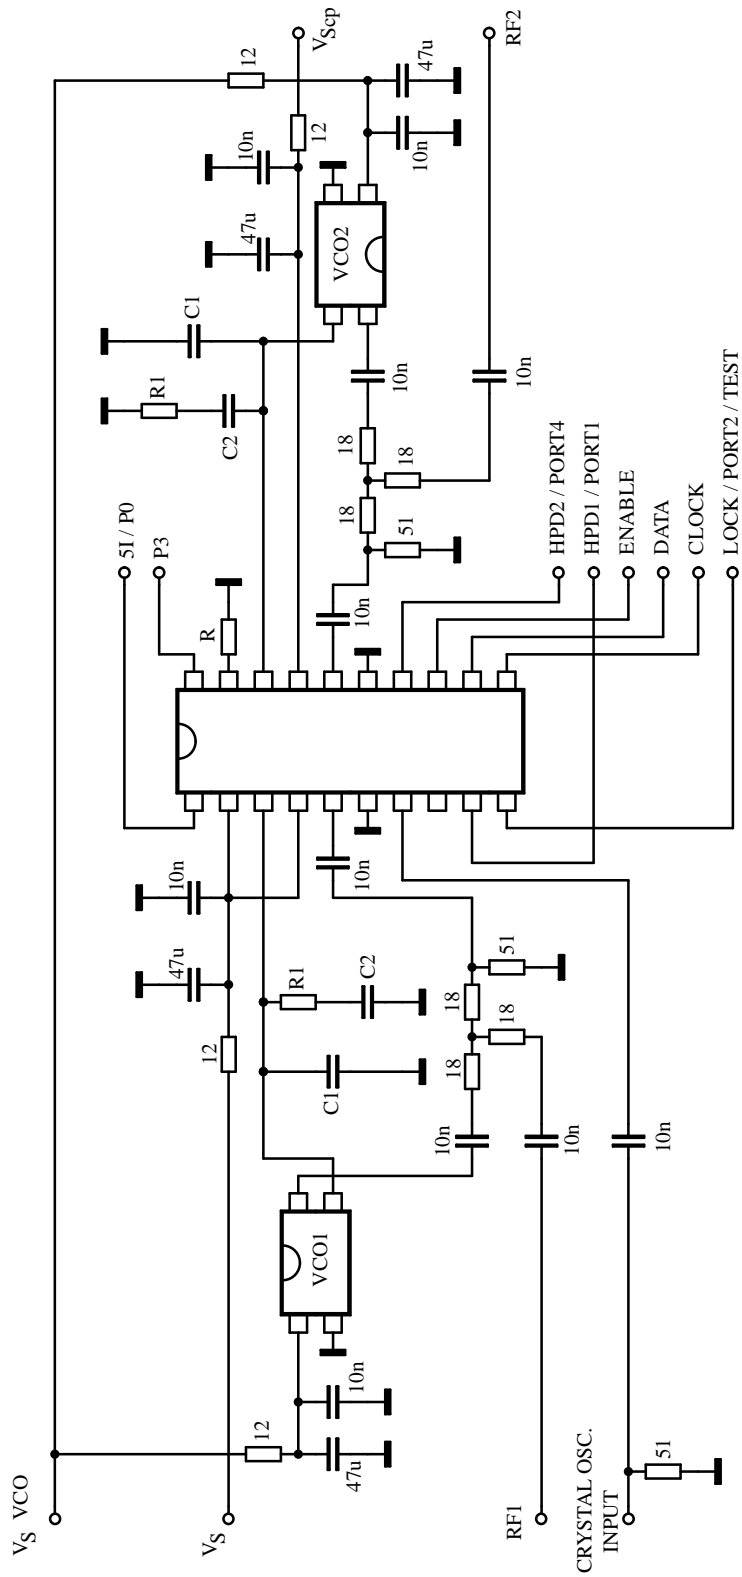 V_S VCO
5I / P0
R1
P3
47u
10n
C1
V_S
12
R
C2
47u
10n
12
12
R1
12
V_Scp
VCO1
C1
VCO2
47u
10n
C2
10n
10n
18
18
10n
10n
47u
10n
18
18
18
51
18
51
RF1
RF2
10n
10n
HPD2 / PORT4
CRYSTAL OSC.
INPUT
HPD1 / PORT1
ENABLE
51
10n
DATA
CLOCK
LOCK / PORT2 / TEST